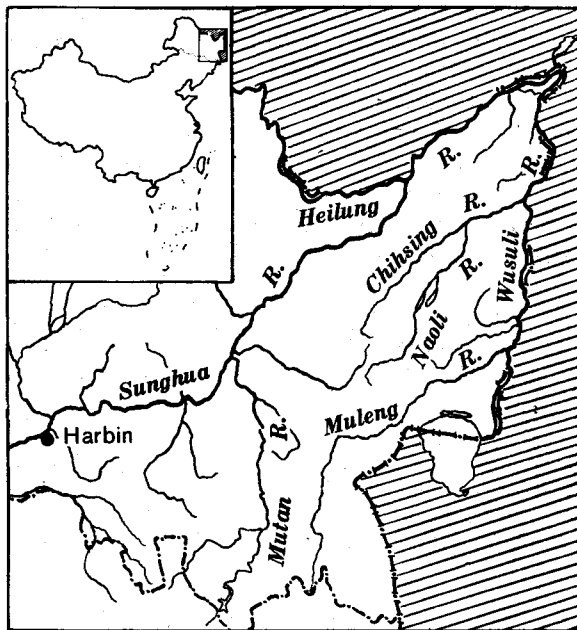 Heilung R.
Sunghua R.
Chihsing R.
Naoli R.
Wusuli R.
Muleng R.
Mutan R.
Harbin